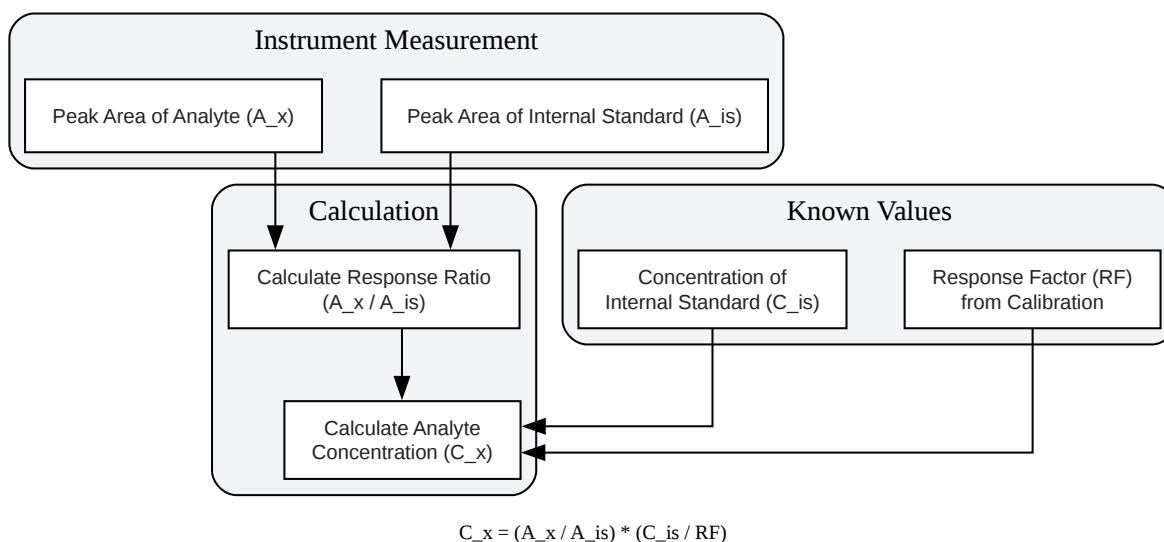 Instrument Measurement
Peak Area of Analyte (A_x)
Peak Area of Internal Standard (A_is)
Calculation
Known Values
Calculate Response Ratio
(A_x / A_is)
Concentration of
Internal Standard (C_is)
Response Factor (RF)
from Calibration
Calculate Analyte
Concentration (C_x)
C_x = (A_x / A_is) * (C_is / RF)